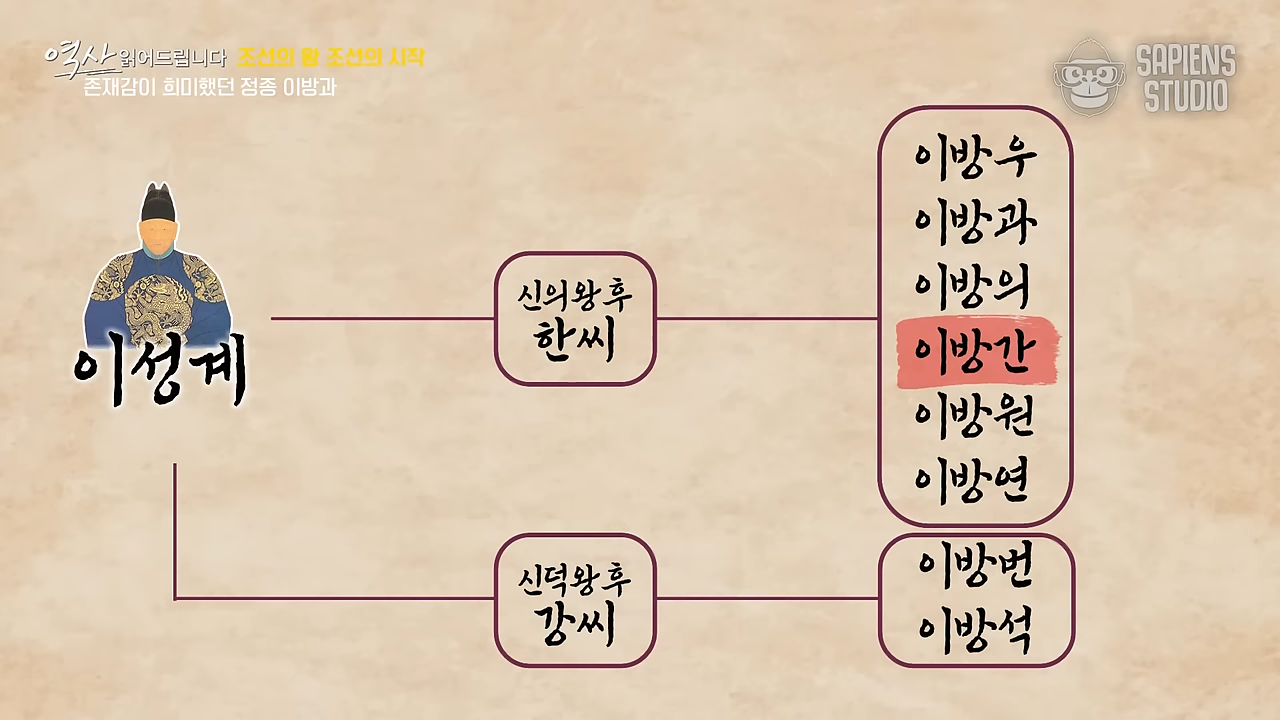 역사 읽어드립니다 조선의 왕 조선의 시작
존재감이 희미했던 정종 이방과
SAPIENS
STUDIO
이성계
신의왕후
한씨
이방우
이방과
이방의
이방간
이방원
이방연
신덕왕후
강씨
이방번
이방석